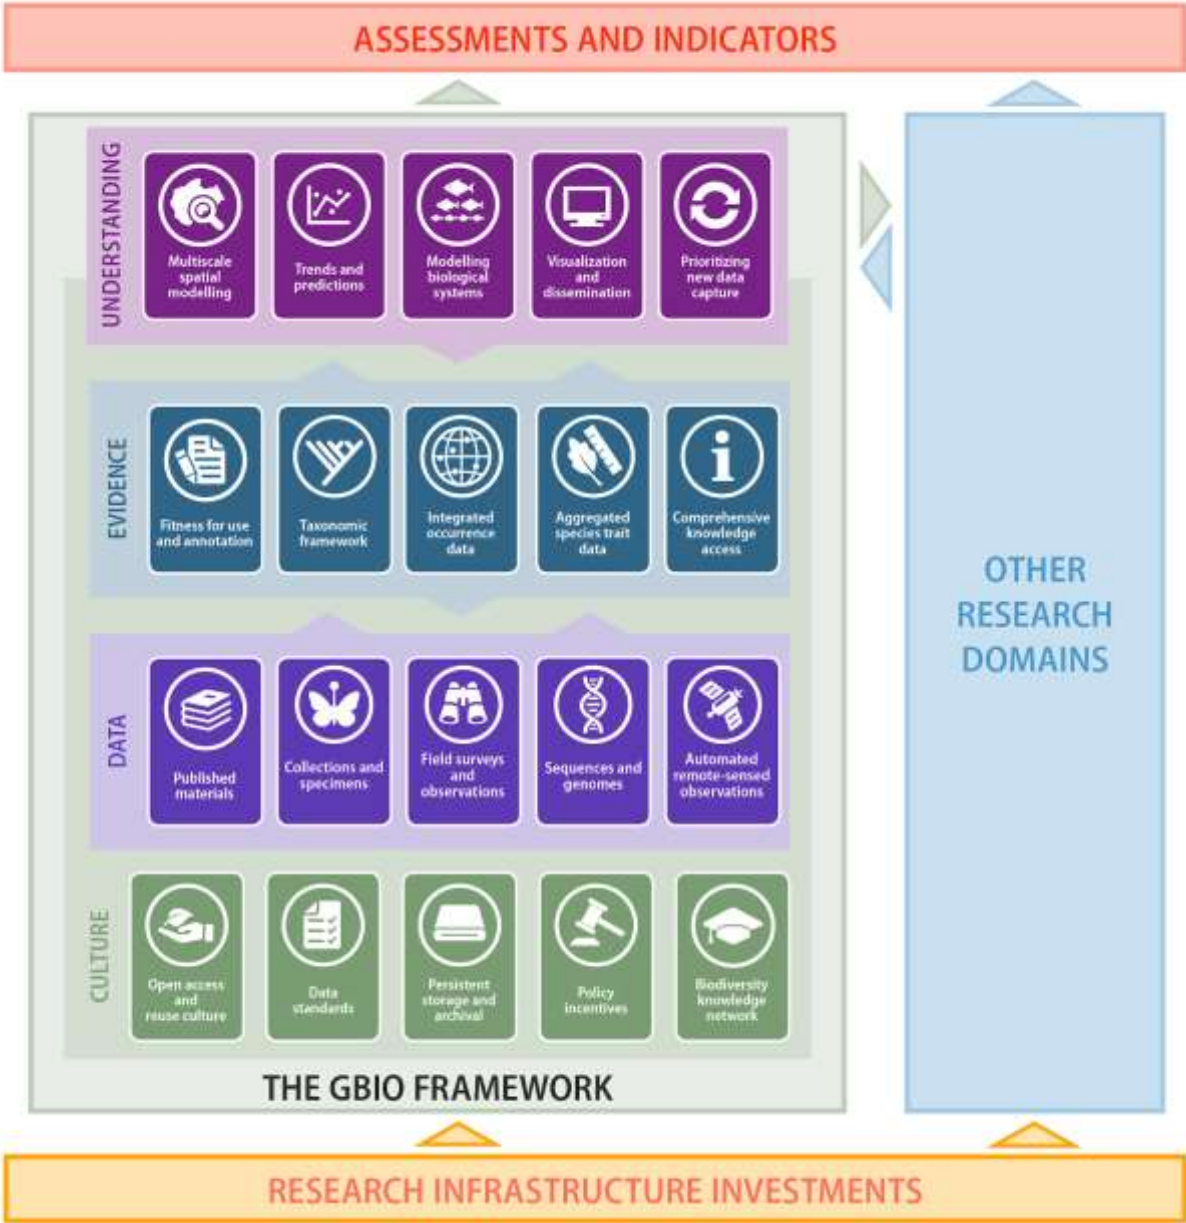 ASSESSMENTS AND INDICATORS
UNDERSTANDING
Multiscale
spatial
modelling
Trends and
predictions
Modelling
biological
systems
Visualization
and
dissemination
Prioritizing
new data
capture
EVIDENCE
Fitness for use
and annotation
Taxonomic
framework
Integrated
occurrence
data
Aggregated
species trait
data
Comprehensive
knowledge
access
DATA
Published
materials
Collections and
specimens
Field surveys
and
observations
Sequences and
genomes
Automated
remote-sensed
observations
CULTURE
Open access
and
reuse culture
Data
standards
Persistent
storage and
archival
Policy
incentives
Biodiversity
knowledge
network
THE GBIO FRAMEWORK
OTHER
RESEARCH
DOMAINS
RESEARCH INFRASTRUCTURE INVESTMENTS